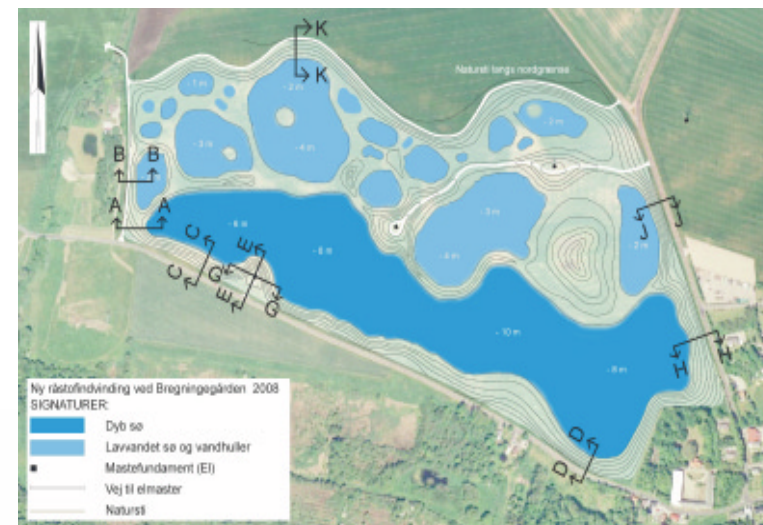 K
K
Natursti langs nordgrænse
- 1 m
- 2 m
- 3 m
- 4 m
- 2 m
B B
A A
- 6 m
- 8 m
- 3 m
- 4 m
- 2 m
J
J
C
C
E
E
G
G
- 10 m
- 8 m
H
H
D
D
Ny råstofindvinding ved Bregningegården 2008
SIGNATURER:
Dyb sø
Lavvandet sø og vandhuller
Mastefundament (El)
Vej til elmaster
Natursti